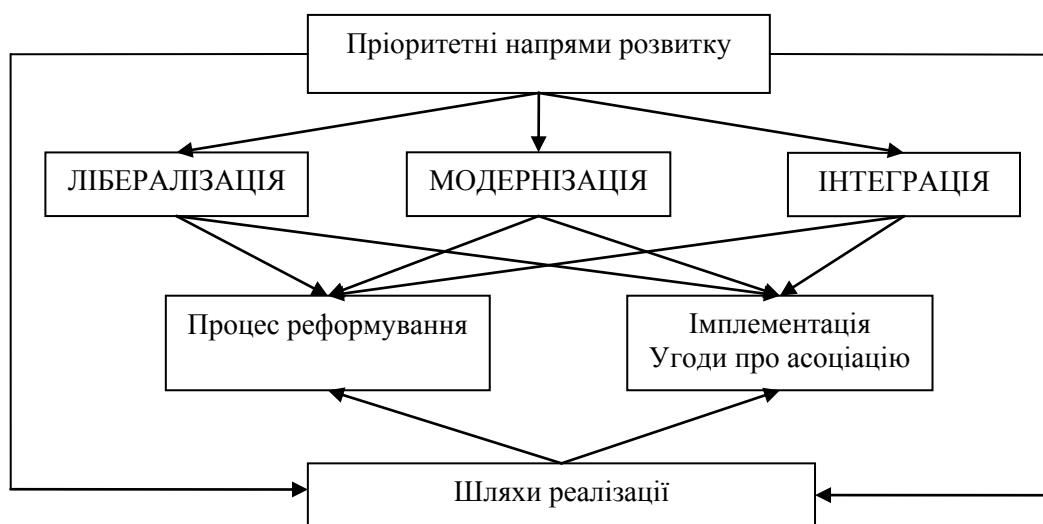 Пріоритетні напрями розвитку
ЛІБЕРАЛІЗАЦІЯ
МОДЕРНІЗАЦІЯ
ІНТЕГРАЦІЯ
Процес реформування
Імплементація
Угоди про асоціацію
Шляхи реалізації